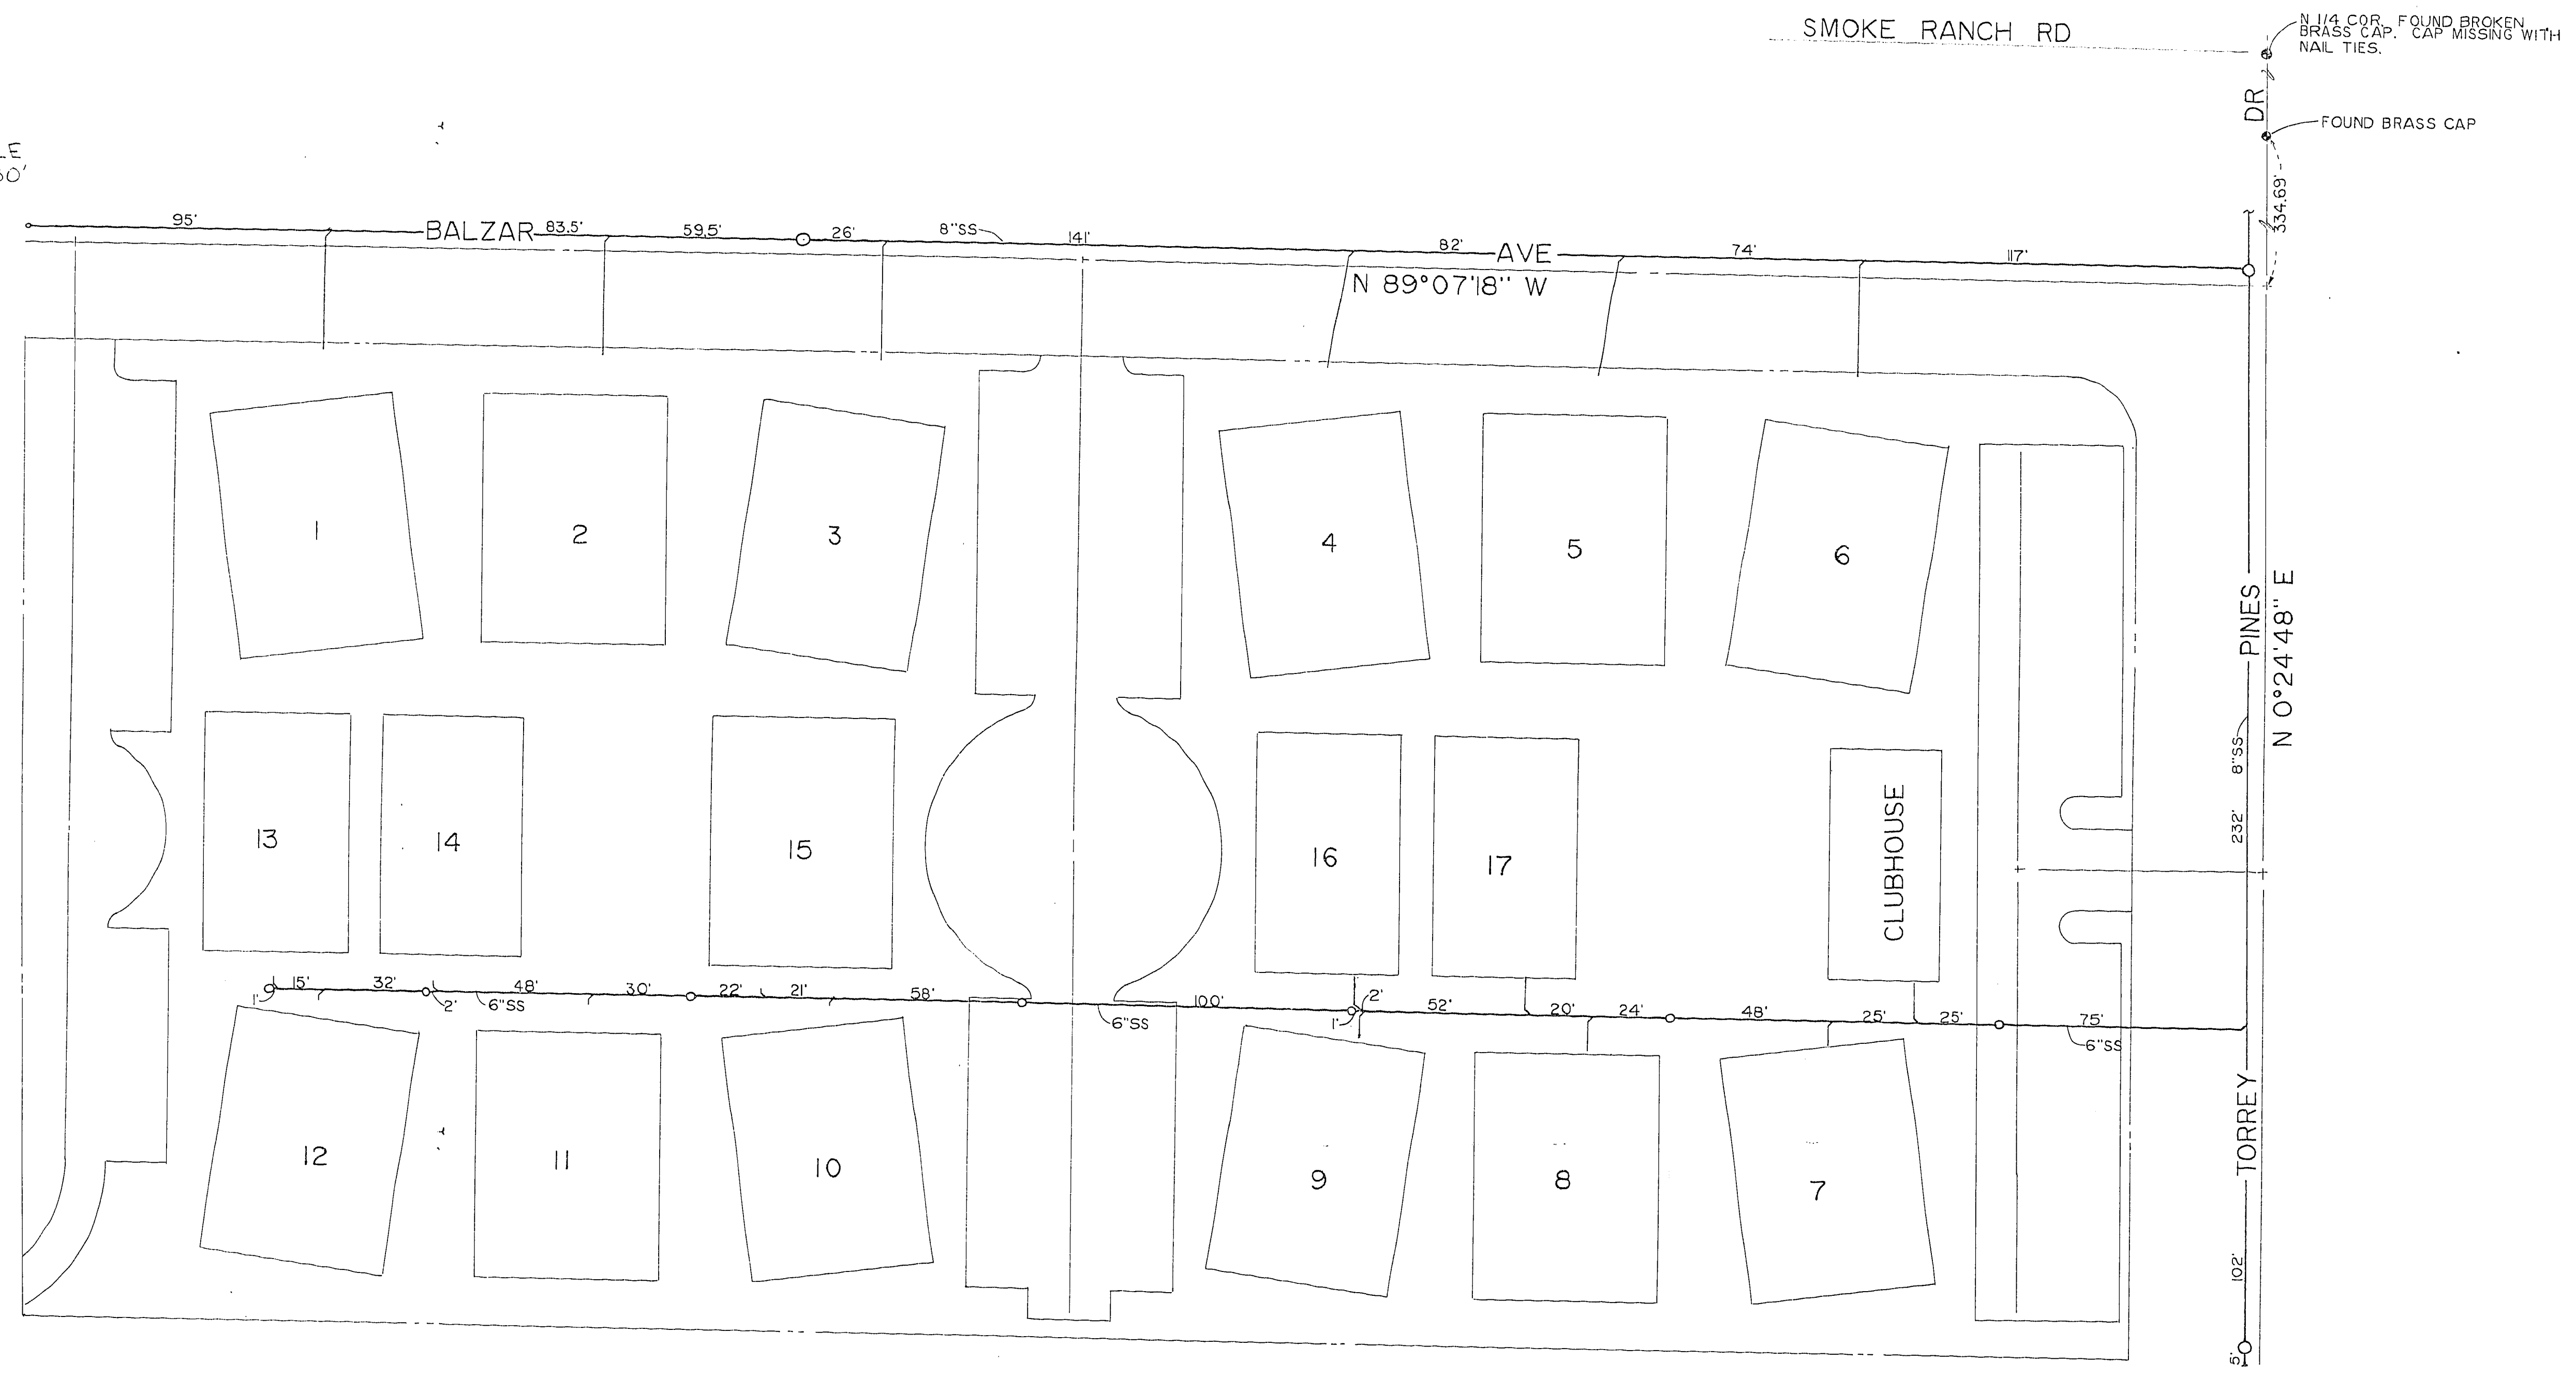 SMOKE RANCH RD
N 1/4 COR. FOUND BROKEN
BRASS CAP. CAP MISSING WITH
NAIL TIES.
DR
FOUND BRASS CAP
334.69'
95'
BALZAR
83.5'
59.5'
26'
8"SS
141'
82'
AVE
74'
117'
N 89°07'18" W
1
2
3
4
5
6
PINES
N 0°24'48" E
8"SS
232'
13
14
15
16
17
CLUBHOUSE
1'
15'
32'
2'
48'
6"SS
30'
22'
21'
58'
6"SS
100'
1'
2'
52'
20'
24'
48'
25'
25'
75'
6"SS
12
11
10
9
8
7
TORREY
102'
5'